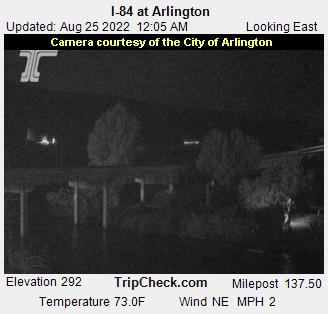 I-84 at Arlington
Updated: Aug 25 2022 12:05 AM Looking East
Camera courtesy of the City of Arlington
Elevation 292 TripCheck.com Milepost 137.50
Temperature 73.0F Wind NE MPH 2